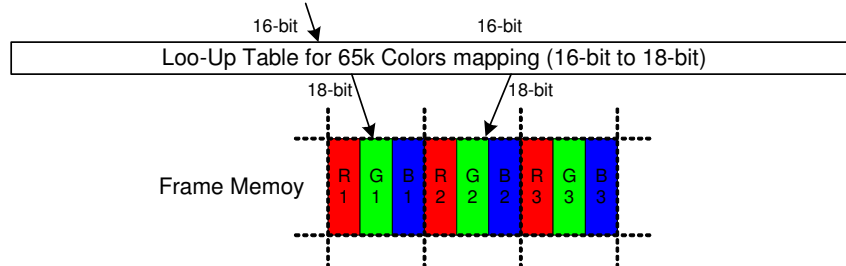 16-bit 16-bit
Loo-Up Table for 65k Colors mapping (16-bit to 18-bit)
18-bit 18-bit
Frame Memoy
R G B R G B R G B
1 1 1 2 2 2 3 3 3